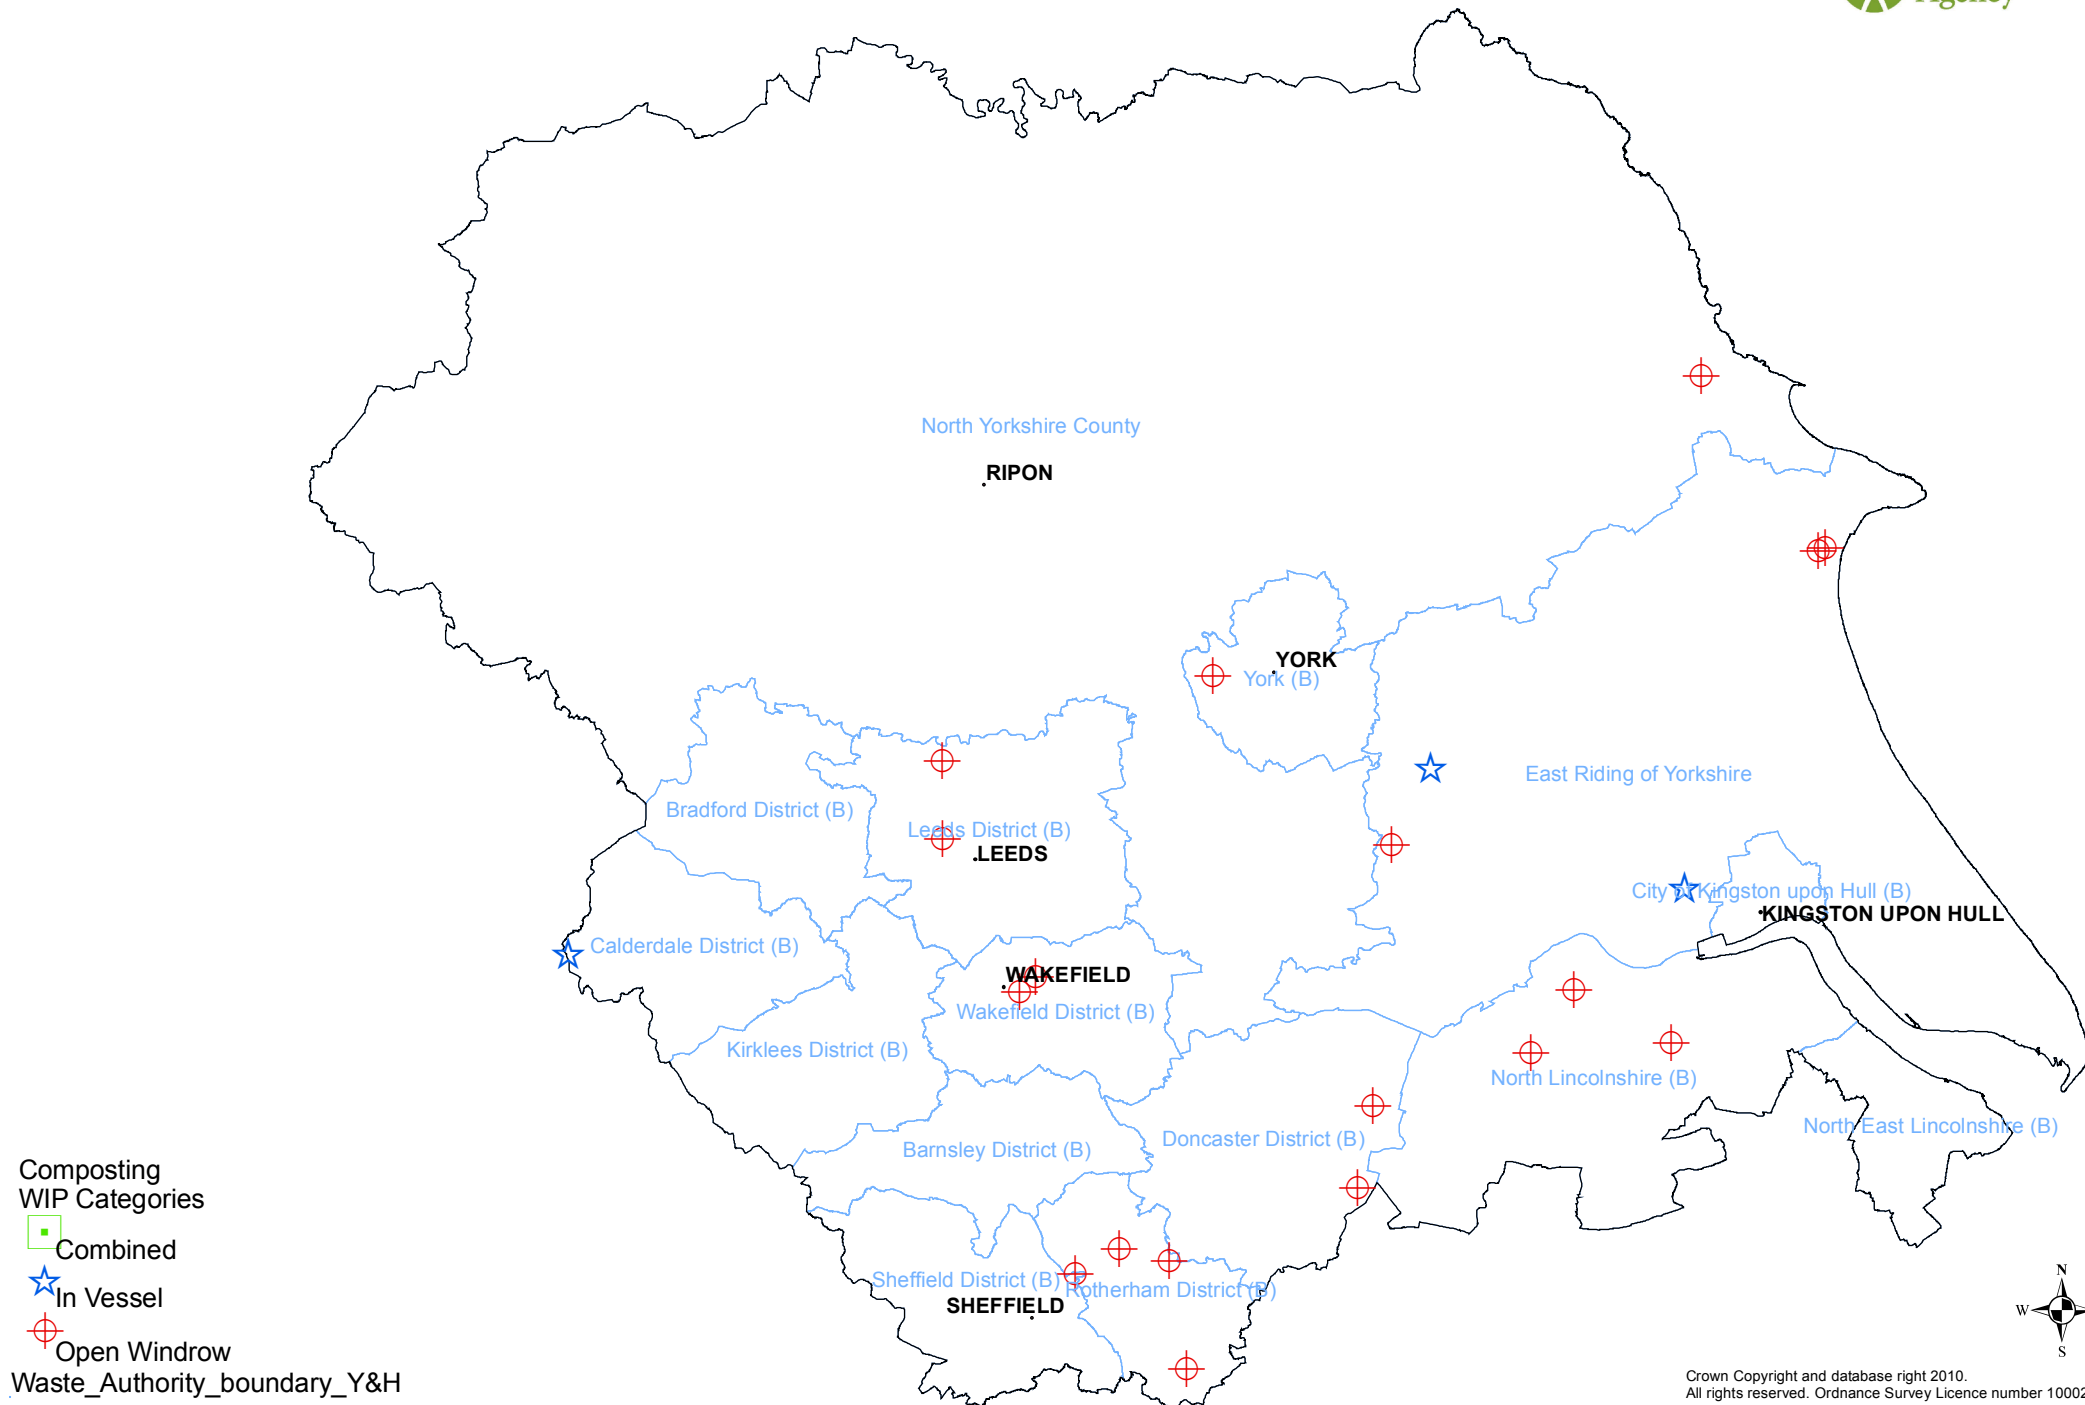 Agency
North Yorkshire County
RIPON
YORK
York (B)
East Riding of Yorkshire
Bradford District (B)
Leeds District (B)
LEEDS
City of Kingston upon Hull (B)
KINGSTON UPON HULL
Calderdale District (B)
WAKEFIELD
Wakefield District (B)
Kirklees District (B)
North Lincolnshire (B)
North East Lincolnshire (B)
Doncaster District (B)
Barnsley District (B)
Sheffield District (B)
Rotherham District (B)
SHEFFIELD
Composting
WIP Categories
Combined
In Vessel
Open Windrow
Waste_Authority_boundary_Y&H
N
W
S
Crown Copyright and database right 2010.
All rights reserved. Ordnance Survey Licence number 10002